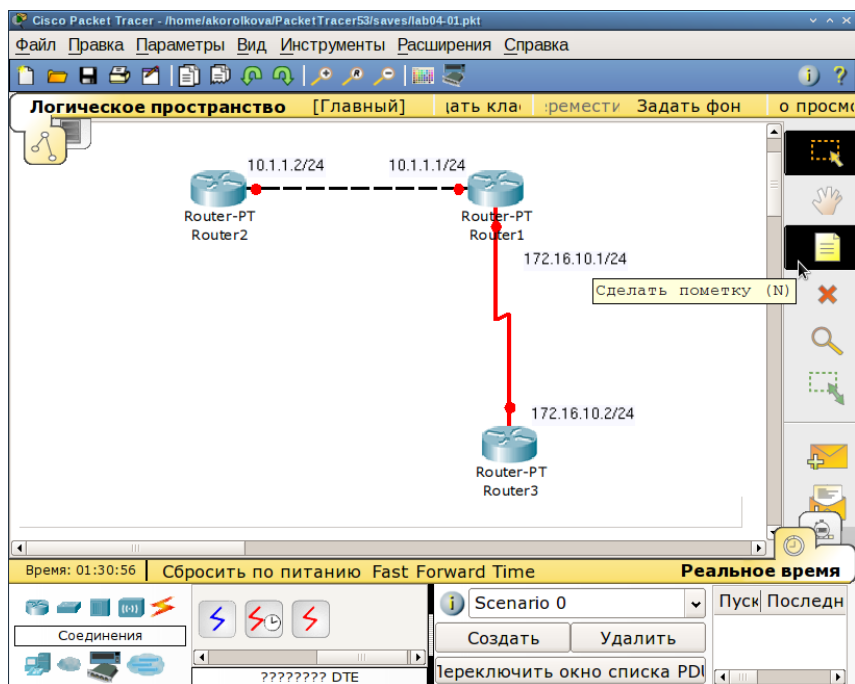 Cisco Packet Tracer - /home/akorolkova/PacketTracer53/saves/lab04-01.pkt
Файл Правка Параметры Вид Инструменты Расширения Справка
Логическое пространство [Главный] цать клас еремести Задать фон о просмо
10.1.1.2/24 10.1.1.1/24
Router-PT Router-PT
Router2 Router1
172.16.10.1/24
Сделать пометку (N)
172.16.10.2/24
Router-PT
Router3
Время: 01:30:56 Сбросить по питанию Fast Forward Time Реальное время
Scenario 0 Пуск Последн
Соединения
Создать Удалить
Переключить окно списка PDU
???????? DTE